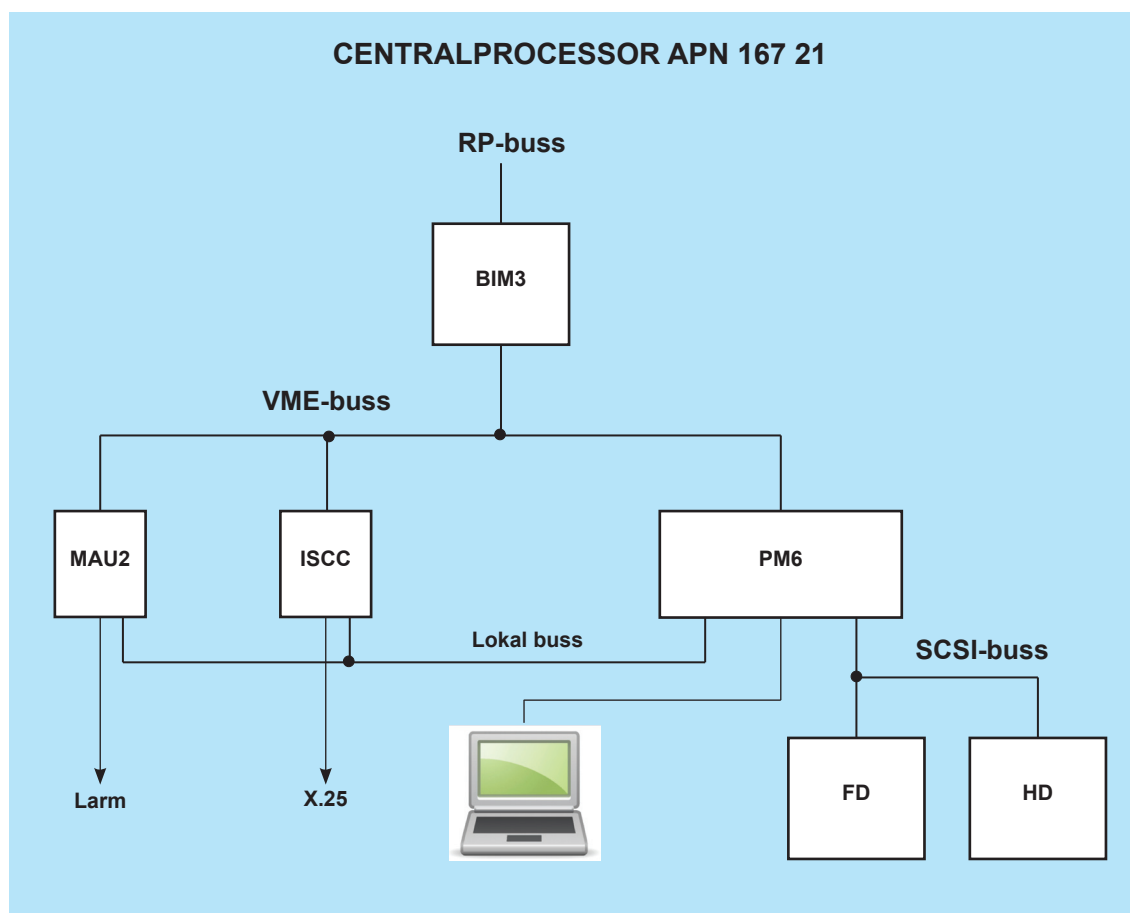 CENTRALPROCESSOR APN 167 21
RP-buss
BIM3
VME-buss
MAU2
ISCC
PM6
Lokal buss
SCSI-buss
Larm
X.25
FD
HD